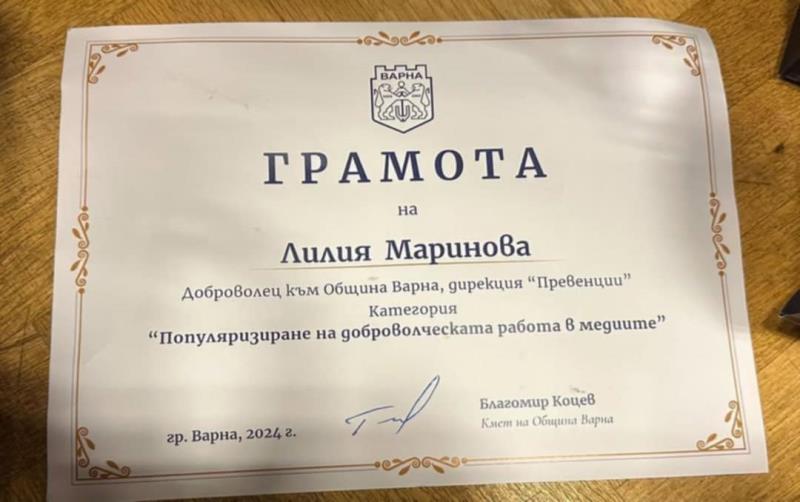 ВАРНА
ГРАМОТА
на
Лилия Маринова
Доброволец към Община Варна, дирекция “Превенции”
Категория
“Популяризиране на доброволческата работа в медиите”
Благомир Коцев
гр. Варна, 2024 г.
Кмет на Община Варна